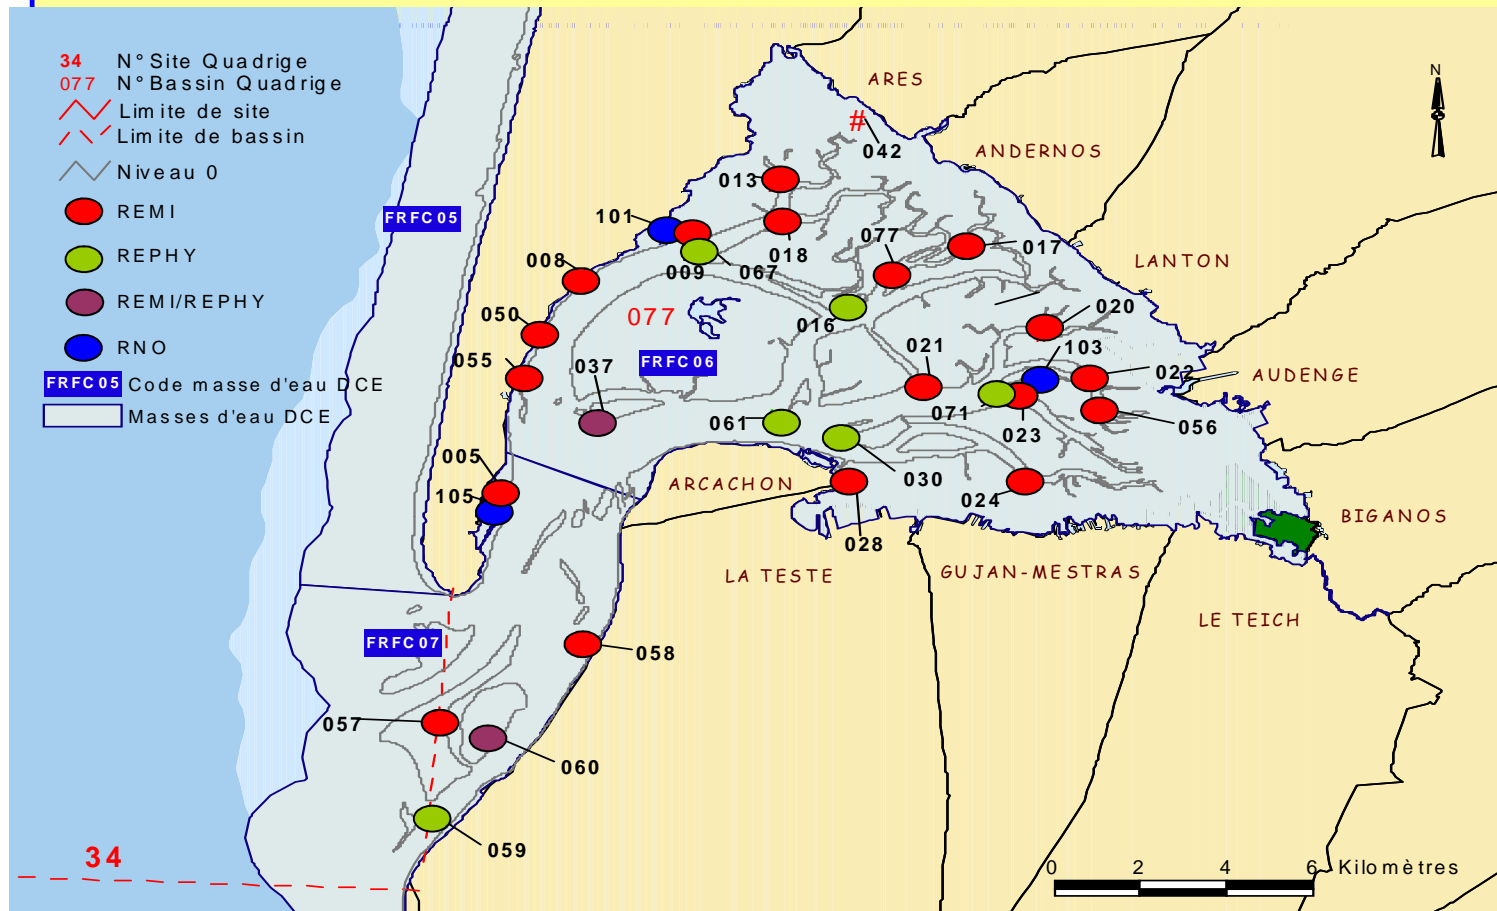 34 N° Site Quadrige
077 N° Bassin Quadrige
Limite de site
Limite de bassin
Niveau 0
REMI
REPHY
REMI/REPHY
RNO
FRFC05 Code masse d'eau DCE
Masses d'eau DCE
FRFC05
N
ARES
#
042
ANDERNOS
013
101
018
077
017
008
009
067
LANTON
050
077
016
020
055
037
FRFC06
021
103
022
AUDENGE
061
071
023
056
005
ARCACHON
030
105
024
028
BIGANOS
LA TESTE
GUJAN-MESTRAS
LE TEICH
FRFC07
058
057
060
059
34
0 2 4 6 Kilomètres